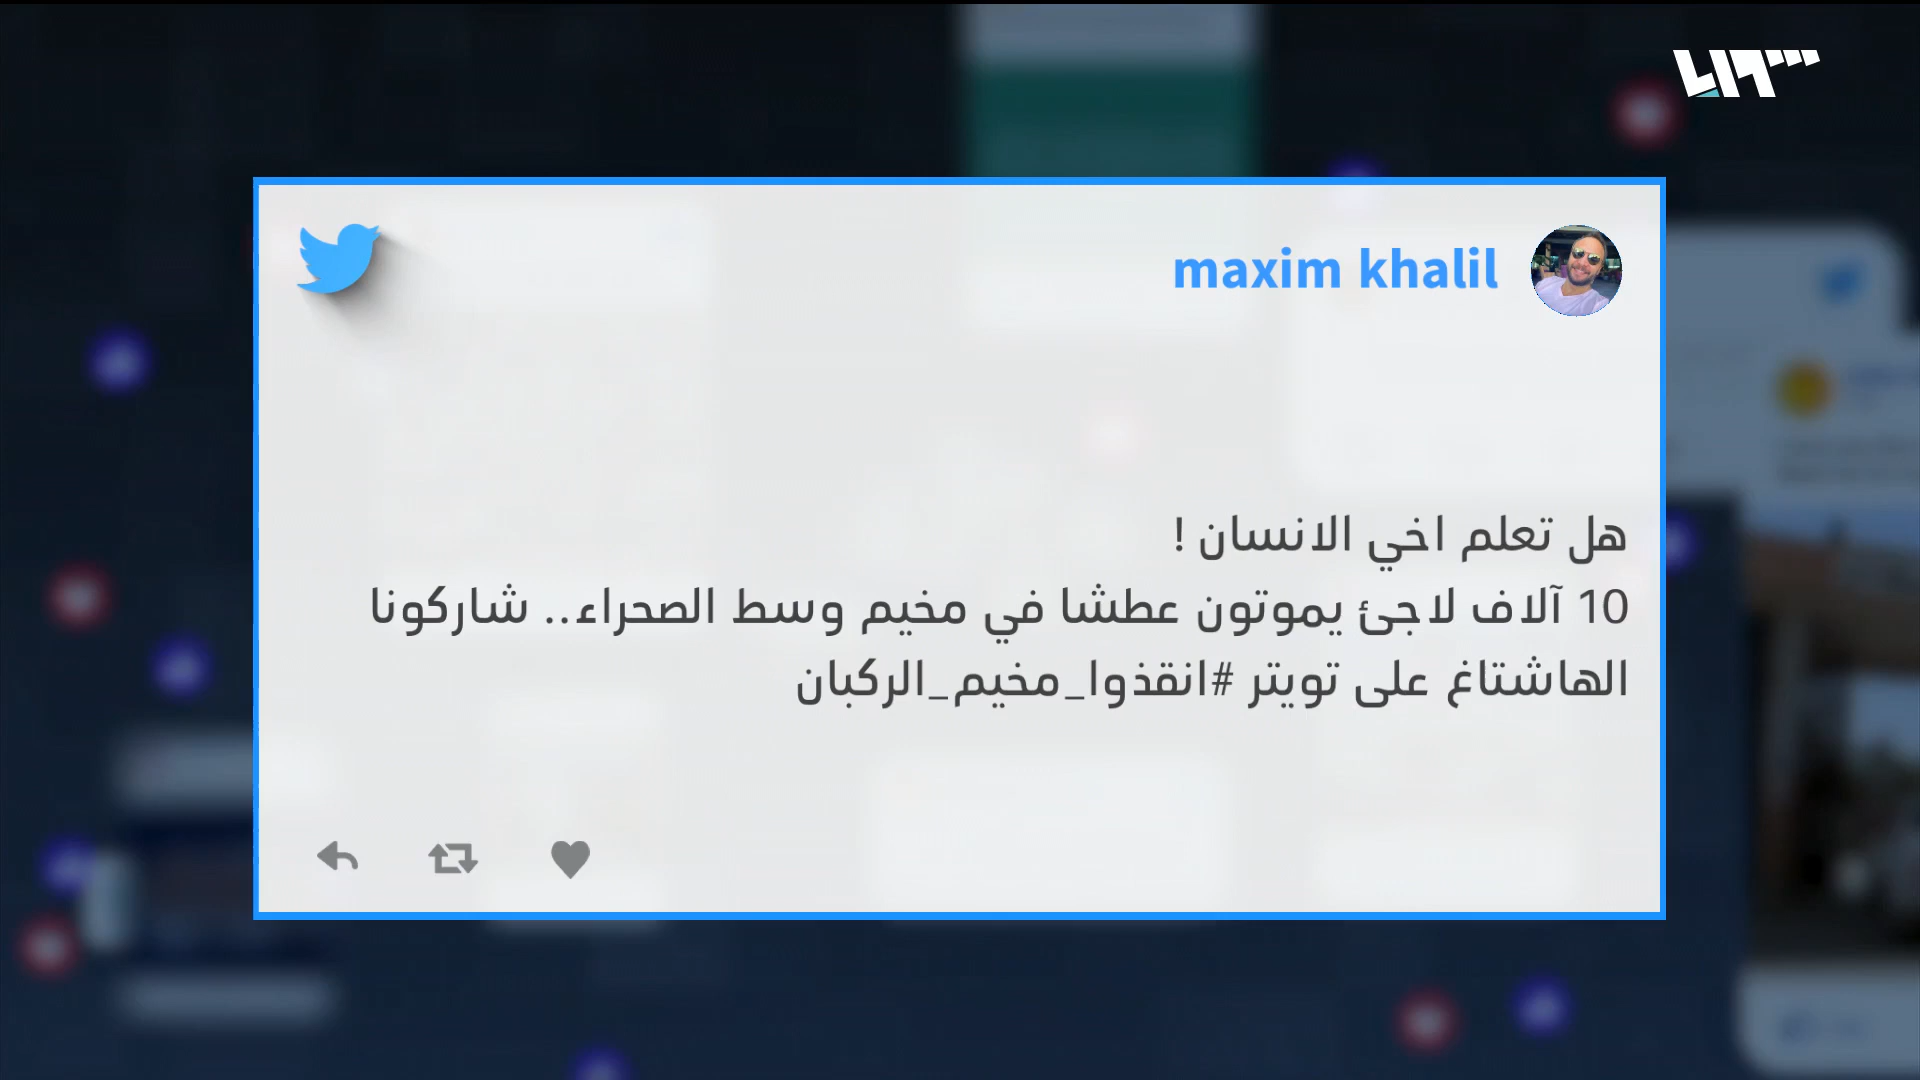 maxim khalil
هل تعلم اخي الانسان !
10 آلاف لاجئ يموتون عطشا في مخيم وسط الصحراء.. شاركونا
الهاشتاغ على تويتر #انقذوا_مخيم_الركبان